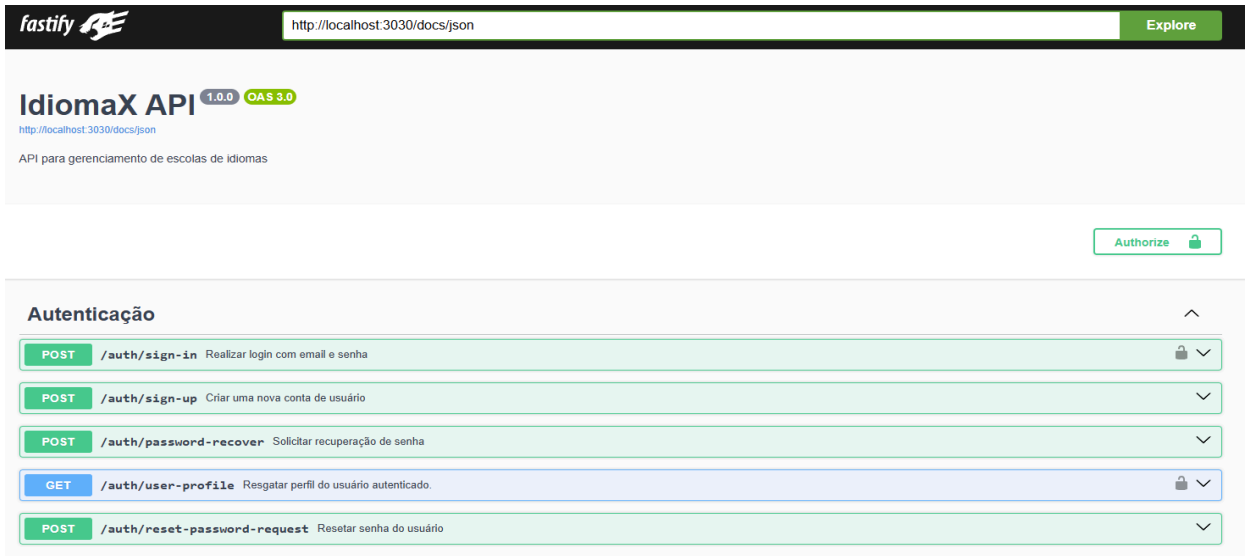 fastify
http://localhost:3030/docs/json
Explore
IdiomaX API 1.0.0 OAS 3.0
http://localhost:3030/docs/json
API para gerenciamento de escolas de idiomas
Authorize
Autenticação
POST /auth/sign-in Realizar login com email e senha
POST /auth/sign-up Criar uma nova conta de usuário
POST /auth/password-recover Solicitar recuperação de senha
GET /auth/user-profile Resgatar perfil do usuário autenticado.
POST /auth/reset-password-request Resetar senha do usuário